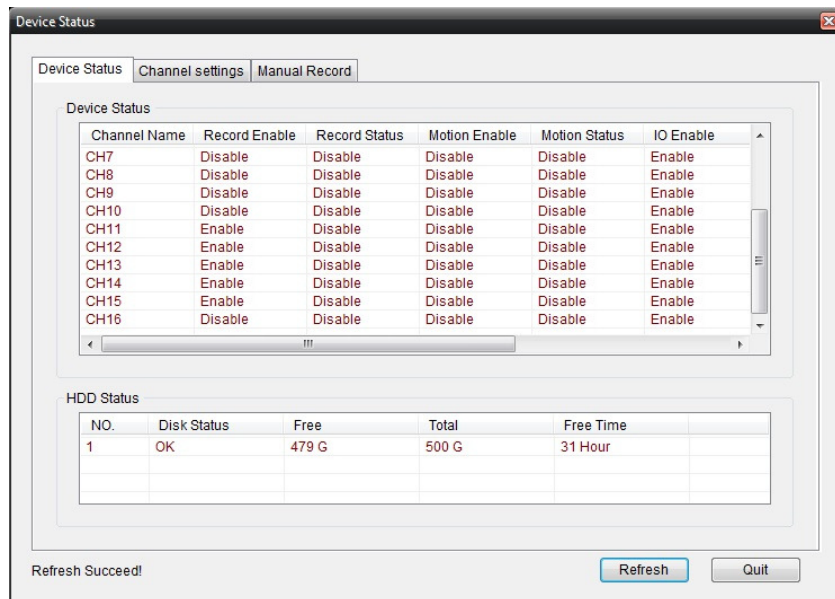 Device Status
Device Status Channel settings Manual Record
Device Status
Channel Name Record Enable Record Status Motion Enable Motion Status IO Enable
CH7 Disable Disable Disable Disable Enable
CH8 Disable Disable Disable Disable Enable
CH9 Disable Disable Disable Disable Enable
CH10 Disable Disable Disable Disable Enable
CH11 Enable Disable Disable Disable Enable
CH12 Enable Disable Disable Disable Enable
CH13 Enable Disable Disable Disable Enable
CH14 Enable Disable Disable Disable Enable
CH15 Enable Disable Disable Disable Enable
CH16 Disable Disable Disable Disable Enable
HDD Status
NO. Disk Status Free Total Free Time
1 OK 479 G 500 G 31 Hour
Refresh Succeed! Refresh Quit